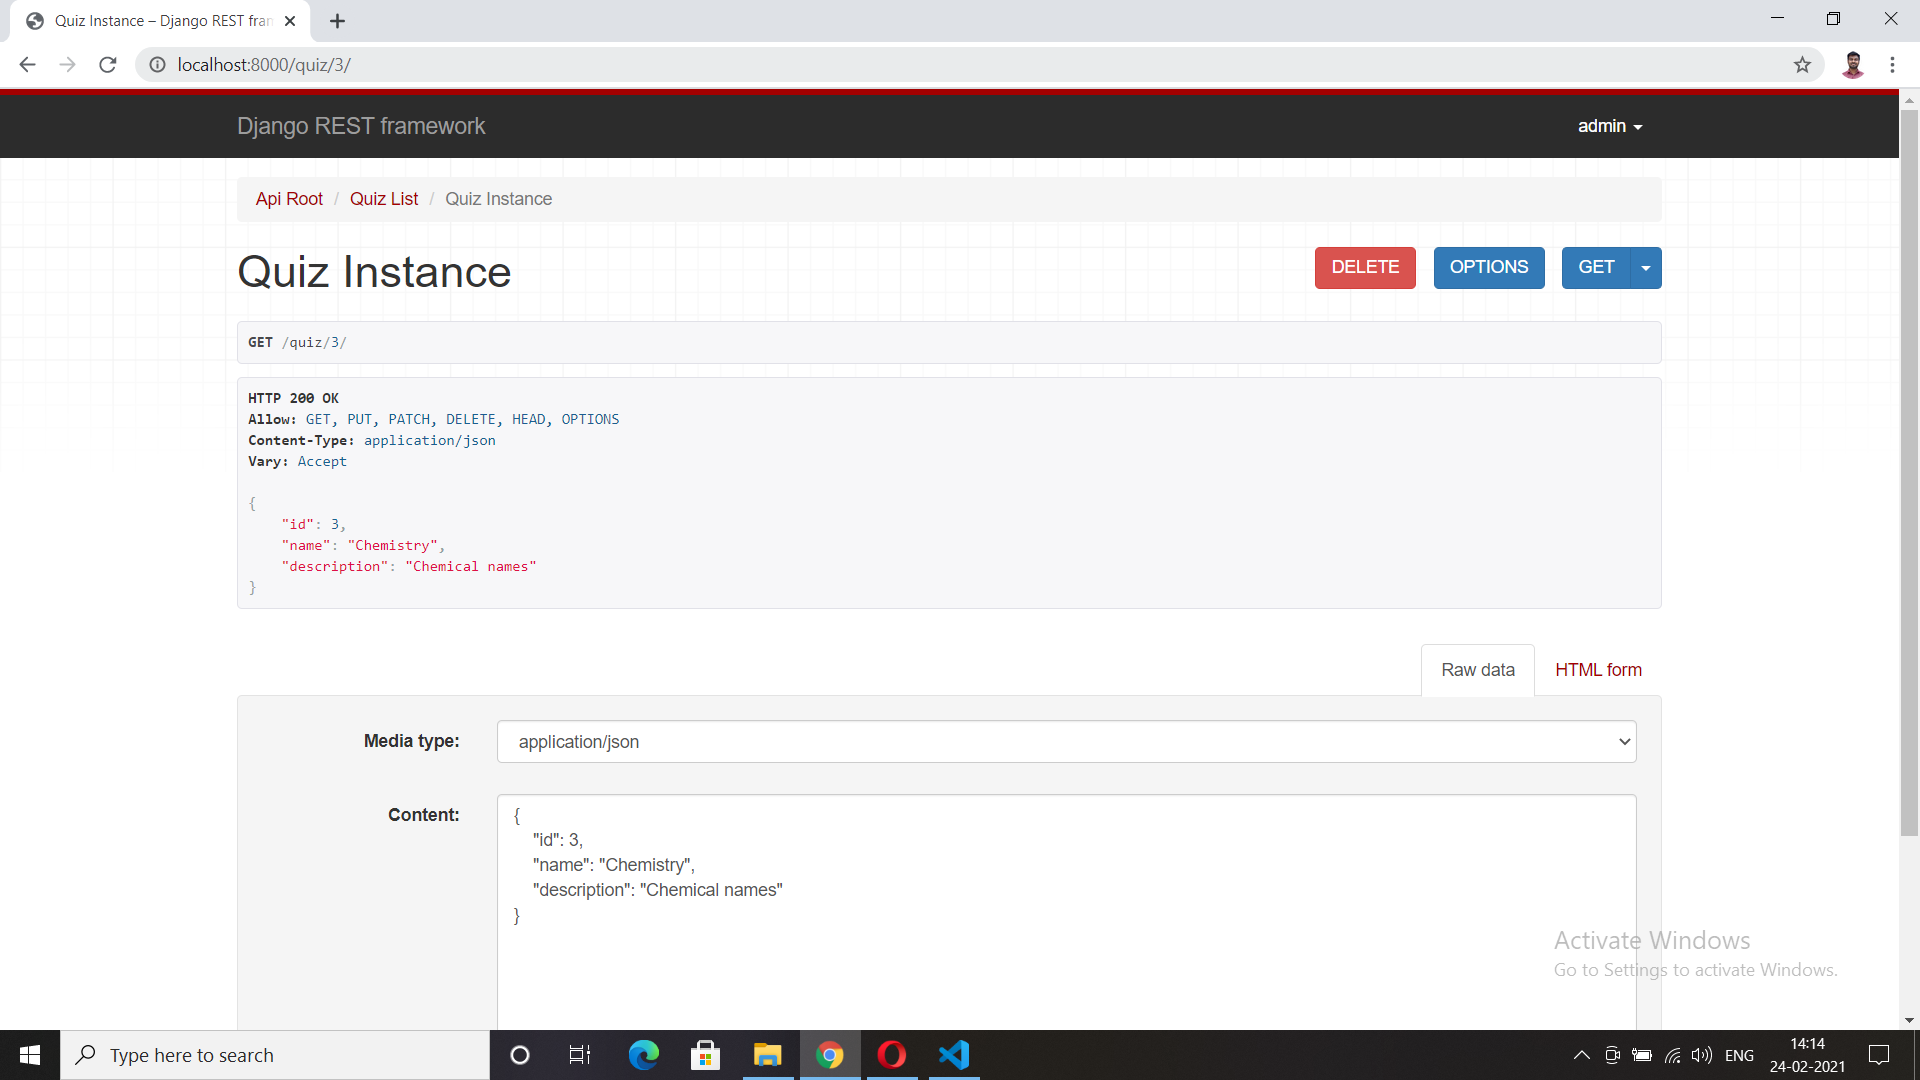 Quiz Instance – Django REST fran
localhost:8000/quiz/3/
Django REST framework
admin
Api Root / Quiz List / Quiz Instance
Quiz Instance
DELETE
OPTIONS
GET
GET /quiz/3/
HTTP 200 OK
Allow: GET, PUT, PATCH, DELETE, HEAD, OPTIONS
Content-Type: application/json
Vary: Accept
{
"id": 3,
"name": "Chemistry",
"description": "Chemical names"
}
Raw data
HTML form
Media type:
application/json
Content:
{
"id": 3,
"name": "Chemistry",
"description": "Chemical names"
}
Activate Windows
Go to Settings to activate Windows.
Type here to search
ENG
14:14
24-02-2021